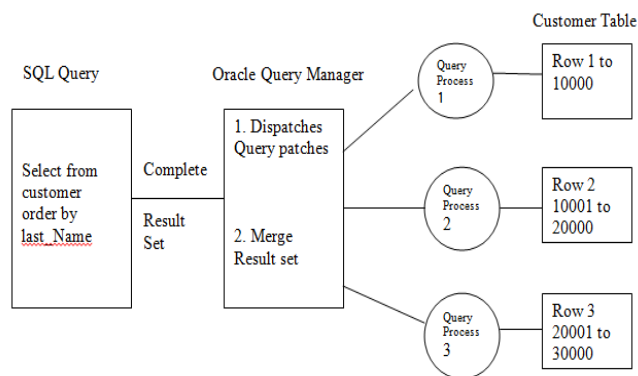 Customer Table
SQL Query
Oracle Query Manager
Select from
customer
order by
last_Name
Complete
Result
Set
1. Dispatches
Query patches
2. Merge
Result set
Query
Process
1
Row 1 to
10000
Query
Process
2
Row 2
10001 to
20000
Query
Process
3
Row 3
20001 to
30000